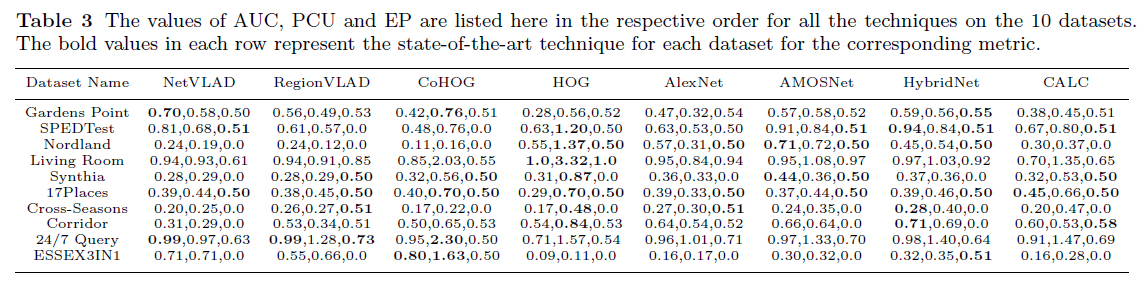 Table 3 The values of AUC, PCU and EP are listed here in the respective order for all the techniques on the 10 datasets.
The bold values in each row represent the state-of-the-art technique for each dataset for the corresponding metric.
Dataset Name NetVLAD RegionVLAD CoHOG HOG AlexNet AMOSNet HybridNet CALC
Gardens Point 0.70,0.58,0.50 0.56,0.49,0.53 0.42,0.76,0.51 0.28,0.56,0.52 0.47,0.32,0.54 0.57,0.58,0.52 0.59,0.56,0.55 0.38,0.45,0.51
SPEDTest 0.81,0.68,0.51 0.61,0.57,0.0 0.48,0.76,0.0 0.63,1.20,0.50 0.63,0.53,0.50 0.91,0.84,0.51 0.94,0.84,0.51 0.67,0.80,0.51
Nordland 0.24,0.19,0.0 0.24,0.12,0.0 0.11,0.16,0.0 0.55,1.37,0.50 0.57,0.31,0.50 0.71,0.72,0.50 0.45,0.54,0.50 0.30,0.37,0.0
Living Room 0.94,0.93,0.61 0.94,0.91,0.85 0.85,2.03,0.55 1.0,3.32,1.0 0.95,0.84,0.94 0.95,1.08,0.97 0.97,1.03,0.92 0.70,1.35,0.65
Synthia 0.28,0.29,0.0 0.28,0.29,0.50 0.32,0.56,0.50 0.31,0.87,0.0 0.36,0.33,0.0 0.44,0.36,0.50 0.37,0.36,0.0 0.32,0.53,0.50
17Places 0.39,0.44,0.50 0.38,0.45,0.50 0.40,0.70,0.50 0.29,0.70,0.50 0.39,0.33,0.50 0.37,0.44,0.50 0.39,0.46,0.50 0.45,0.66,0.50
Cross-Seasons 0.20,0.25,0.0 0.26,0.27,0.51 0.17,0.22,0.0 0.17,0.48,0.0 0.27,0.30,0.51 0.24,0.35,0.0 0.28,0.40,0.0 0.20,0.47,0.0
Corridor 0.31,0.29,0.0 0.53,0.34,0.51 0.50,0.65,0.53 0.54,0.84,0.53 0.64,0.54,0.52 0.66,0.64,0.0 0.71,0.69,0.0 0.60,0.53,0.58
24/7 Query 0.99,0.97,0.63 0.99,1.28,0.73 0.95,2.30,0.50 0.71,1.57,0.54 0.96,1.01,0.71 0.97,1.33,0.70 0.98,1.40,0.64 0.91,1.47,0.69
ESSEX3IN1 0.71,0.71,0.0 0.55,0.66,0.0 0.80,1.63,0.50 0.09,0.11,0.0 0.16,0.17,0.0 0.30,0.32,0.0 0.32,0.35,0.51 0.16,0.28,0.0